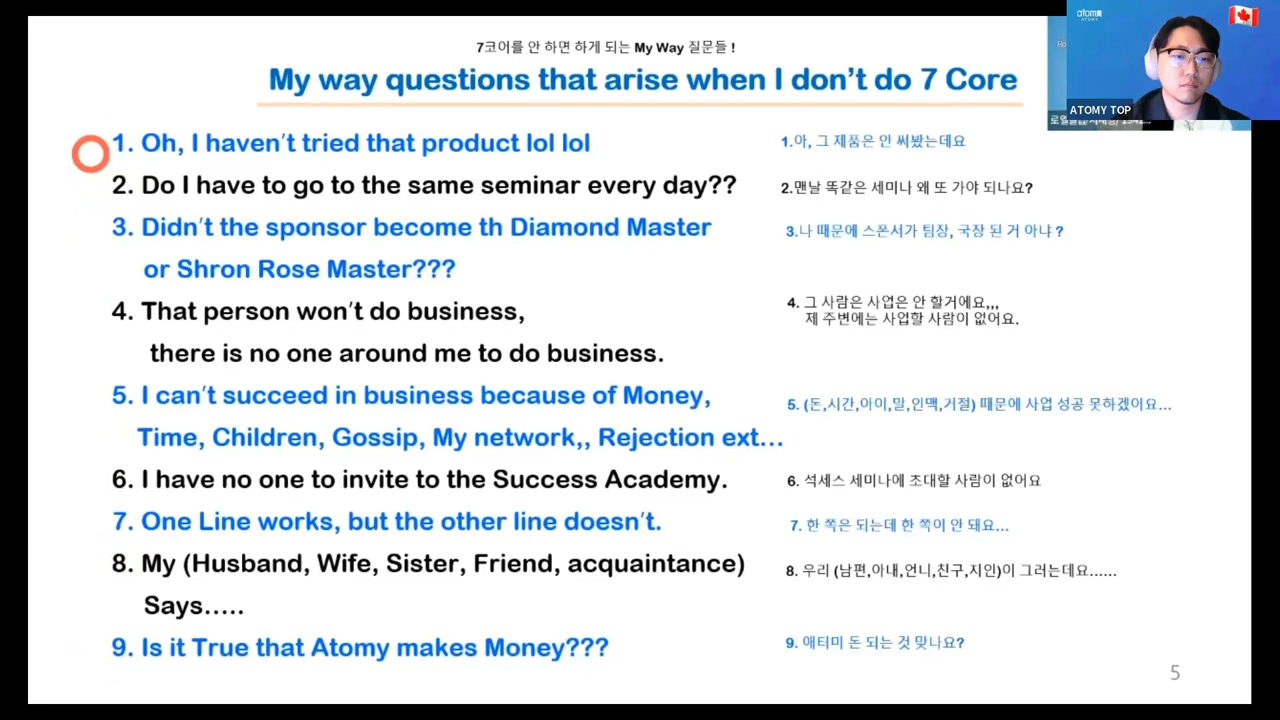 7코어를 안 하면 하게 되는 My Way 질문들 !
My way questions that arise when I don't do 7 Core
atomy
ATOMY
ATOMY TOP
1. Oh, I haven't tried that product lol lol
1.아, 그 제품은 안 써봤는데요
2. Do I have to go to the same seminar every day??
2.맨날 똑같은 세미나 왜 또 가야 되나요?
3. Didn't the sponsor become th Diamond Master
or Shron Rose Master???
3.나 때문에 스폰서가 팀장, 국장 된 거 아냐 ?
4. That person won't do business,
there is no one around me to do business.
4. 그 사람은 사업은 안 할거에요,,,
제 주변에는 사업할 사람이 없어요.
5. I can't succeed in business because of Money,
Time, Children, Gossip, My network,, Rejection ext...
5. (돈,시간,아이,말,인맥,거절) 때문에 사업 성공 못하겠이요...
6. I have no one to invite to the Success Academy.
6. 석세스 세미나에 초대할 사람이 없어요
7. One Line works, but the other line doesn't.
7. 한 쪽은 되는데 한 쪽이 안 돼요...
8. My (Husband, Wife, Sister, Friend, acquaintance)
Says.....
8. 우리 (남편,아내,언니,친구,지인)이 그러는데요......
9. Is it True that Atomy makes Money???
9. 애터미 돈 되는 것 맞나요?
5